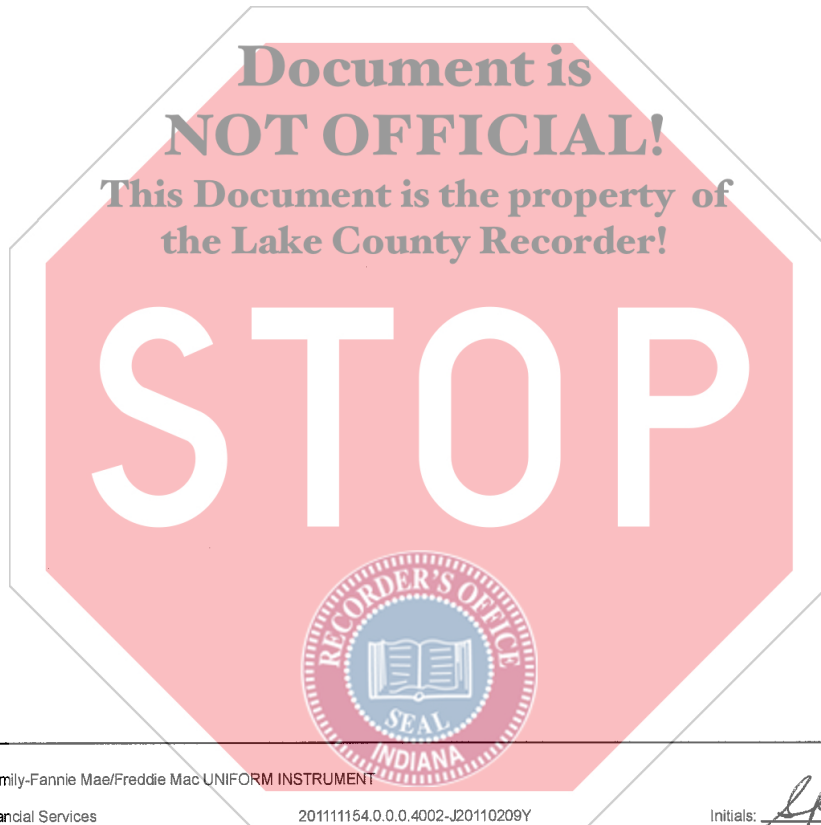 Document is
NOT OFFICIAL!
This Document is the property of
the Lake County Recorder!
STOP
RECORDER'S OFFICE
SEAL
INDIANA
mily-Fannie Mae/Freddie Mac UNIFORM INSTRUMENT
ancial Services 201111154.0.0.0.4002-J20110209Y Initials: